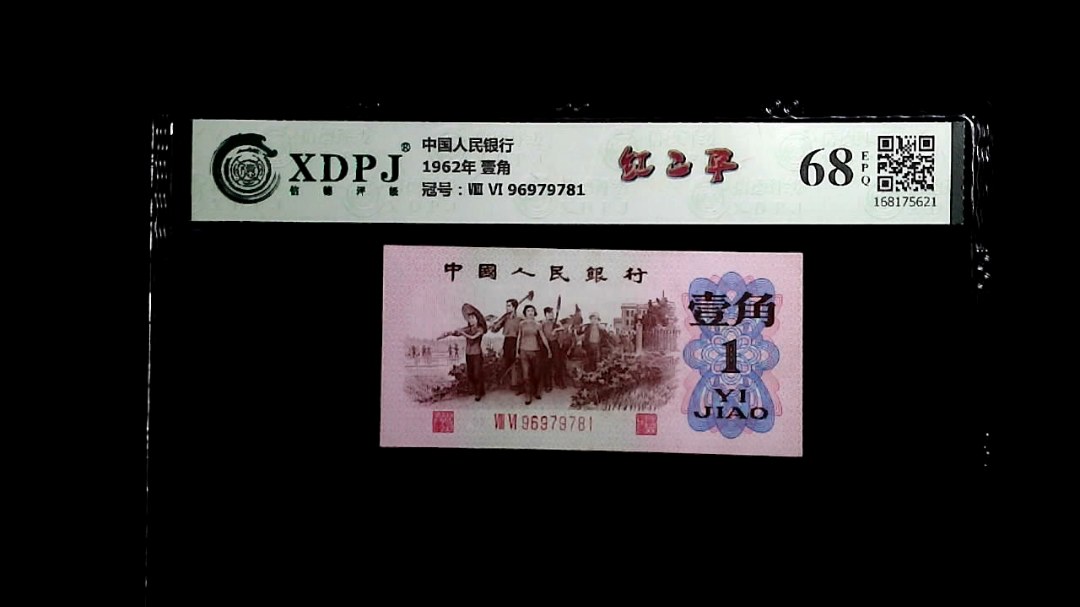 XDPJ®
信德评级
中国人民银行
1962年 壹角
冠号：Ⅷ Ⅵ 96979781
红二平
68
EPQ
168175621
中國人民銀行
壹角
1
YI
JIAO
Ⅷ Ⅵ 96979781